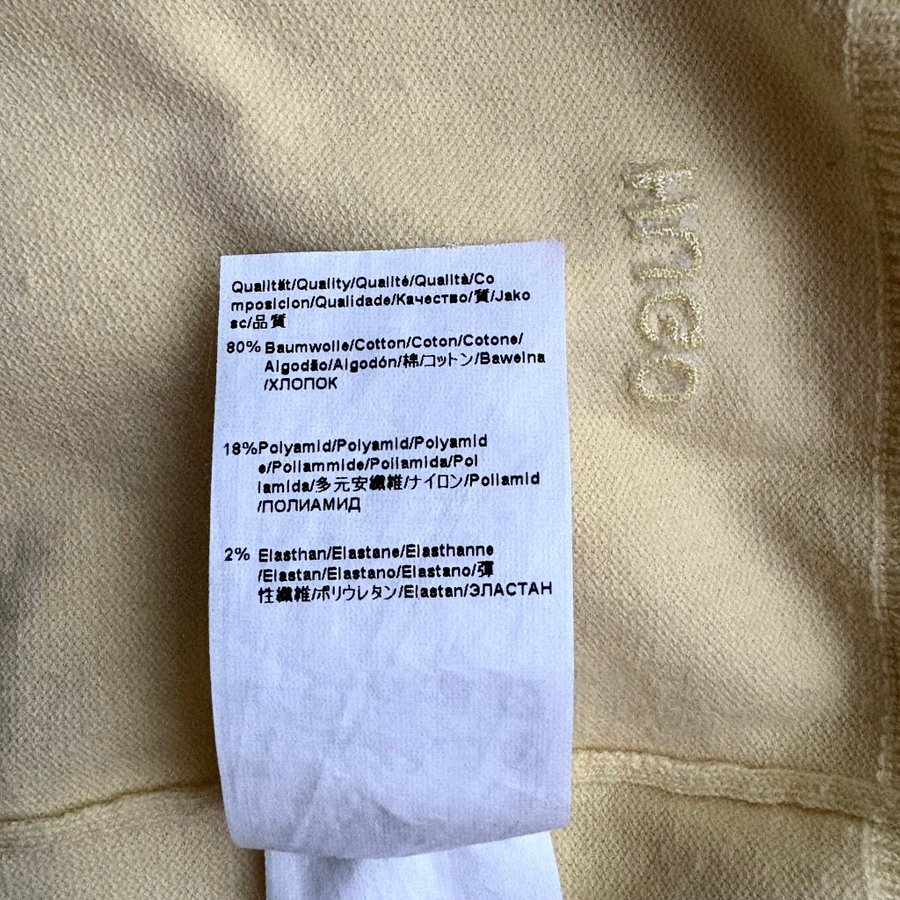 Qualität/Quality/Qualité/Qualità/Co
mposicion/Qualidade/Качество/質/Jako
sc/品質
80% Baumwolle/Cotton/Coton/Cotone/
Algodão/Algodón/棉/コットン/Bawelna
/ХЛОПОК
18%Polyamid/Polyamid/Polyamid
e/Poliammide/Poliamida/Pol
iamida/多元安纖維/ナイロン/Poliamid
/ПОЛИАМИД
2% Elasthan/Elastane/Elasthanne
/Elastan/Elastano/Elastano/彈
性纖維/ポリウレタン/Elastan/ЭЛАСТАН
HUGO